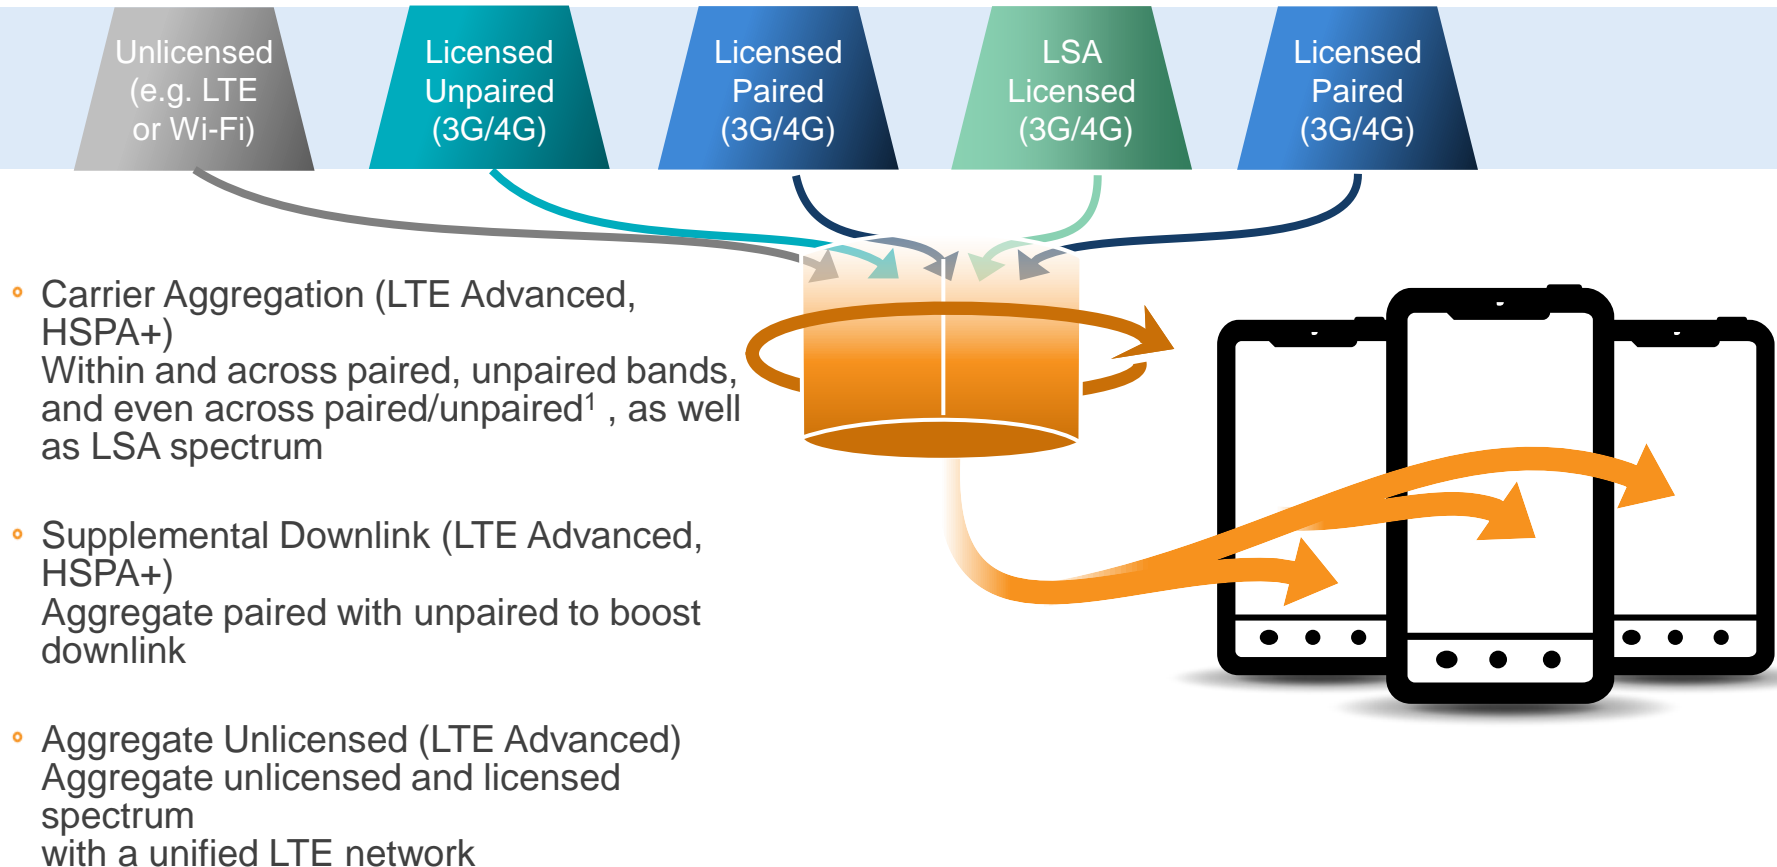 Unlicensed
(e.g. LTE
or Wi-Fi)
Licensed
Unpaired
(3G/4G)
Licensed
Paired
(3G/4G)
LSA
Licensed
(3G/4G)
Licensed
Paired
(3G/4G)
Carrier Aggregation (LTE Advanced,
HSPA+)
Within and across paired, unpaired bands,
and even across paired/unpaired¹ , as well
as LSA spectrum
Supplemental Downlink (LTE Advanced,
HSPA+)
Aggregate paired with unpaired to boost
downlink
Aggregate Unlicensed (LTE Advanced)
Aggregate unlicensed and licensed
spectrum
with a unified LTE network